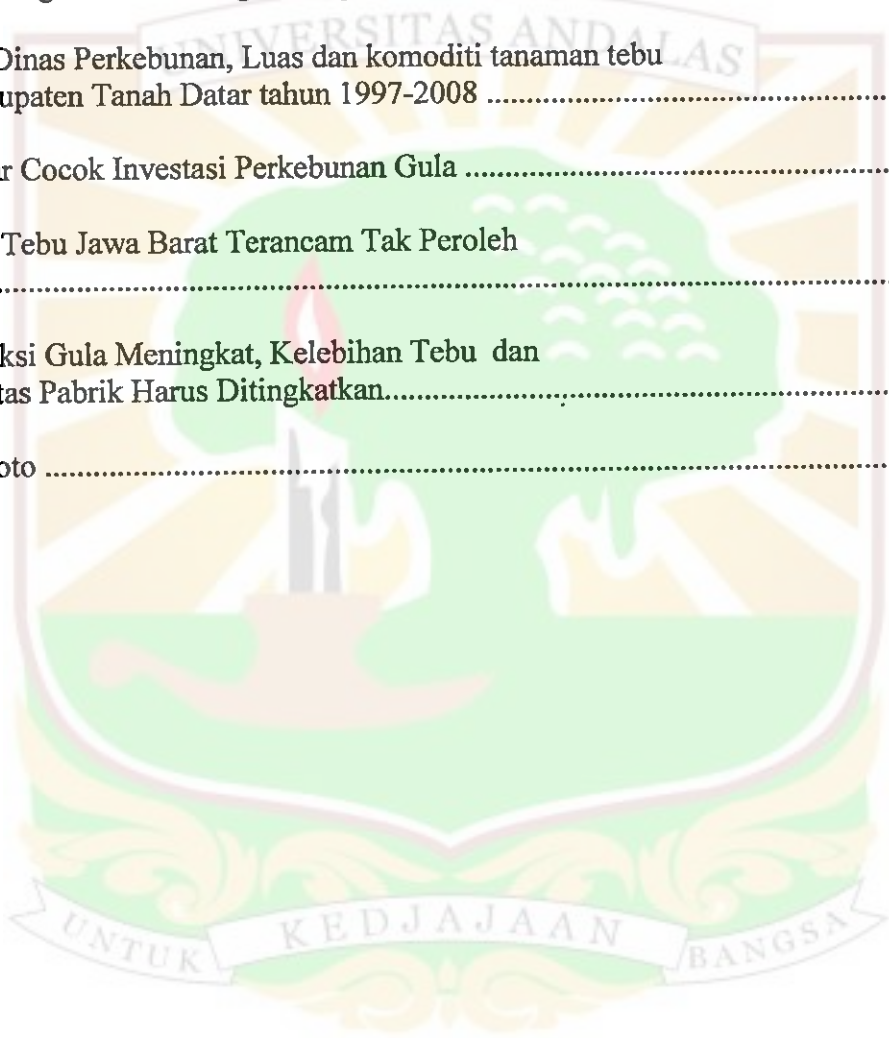 UNIVERSITAS ANDALAS
Dinas Perkebunan, Luas dan komoditi tanaman tebu
upaten Tanah Datar tahun 1997-2008 ........................................................
r Cocok Investasi Perkebunan Gula ........................................................
Tebu Jawa Barat Terancam Tak Peroleh
........................................................................................................................
ksi Gula Meningkat, Kelebihan Tebu dan
tas Pabrik Harus Ditingkatkan........................................................................
oto ........................................................................................................................
UNTUK KEDJAJAAN BANGSA